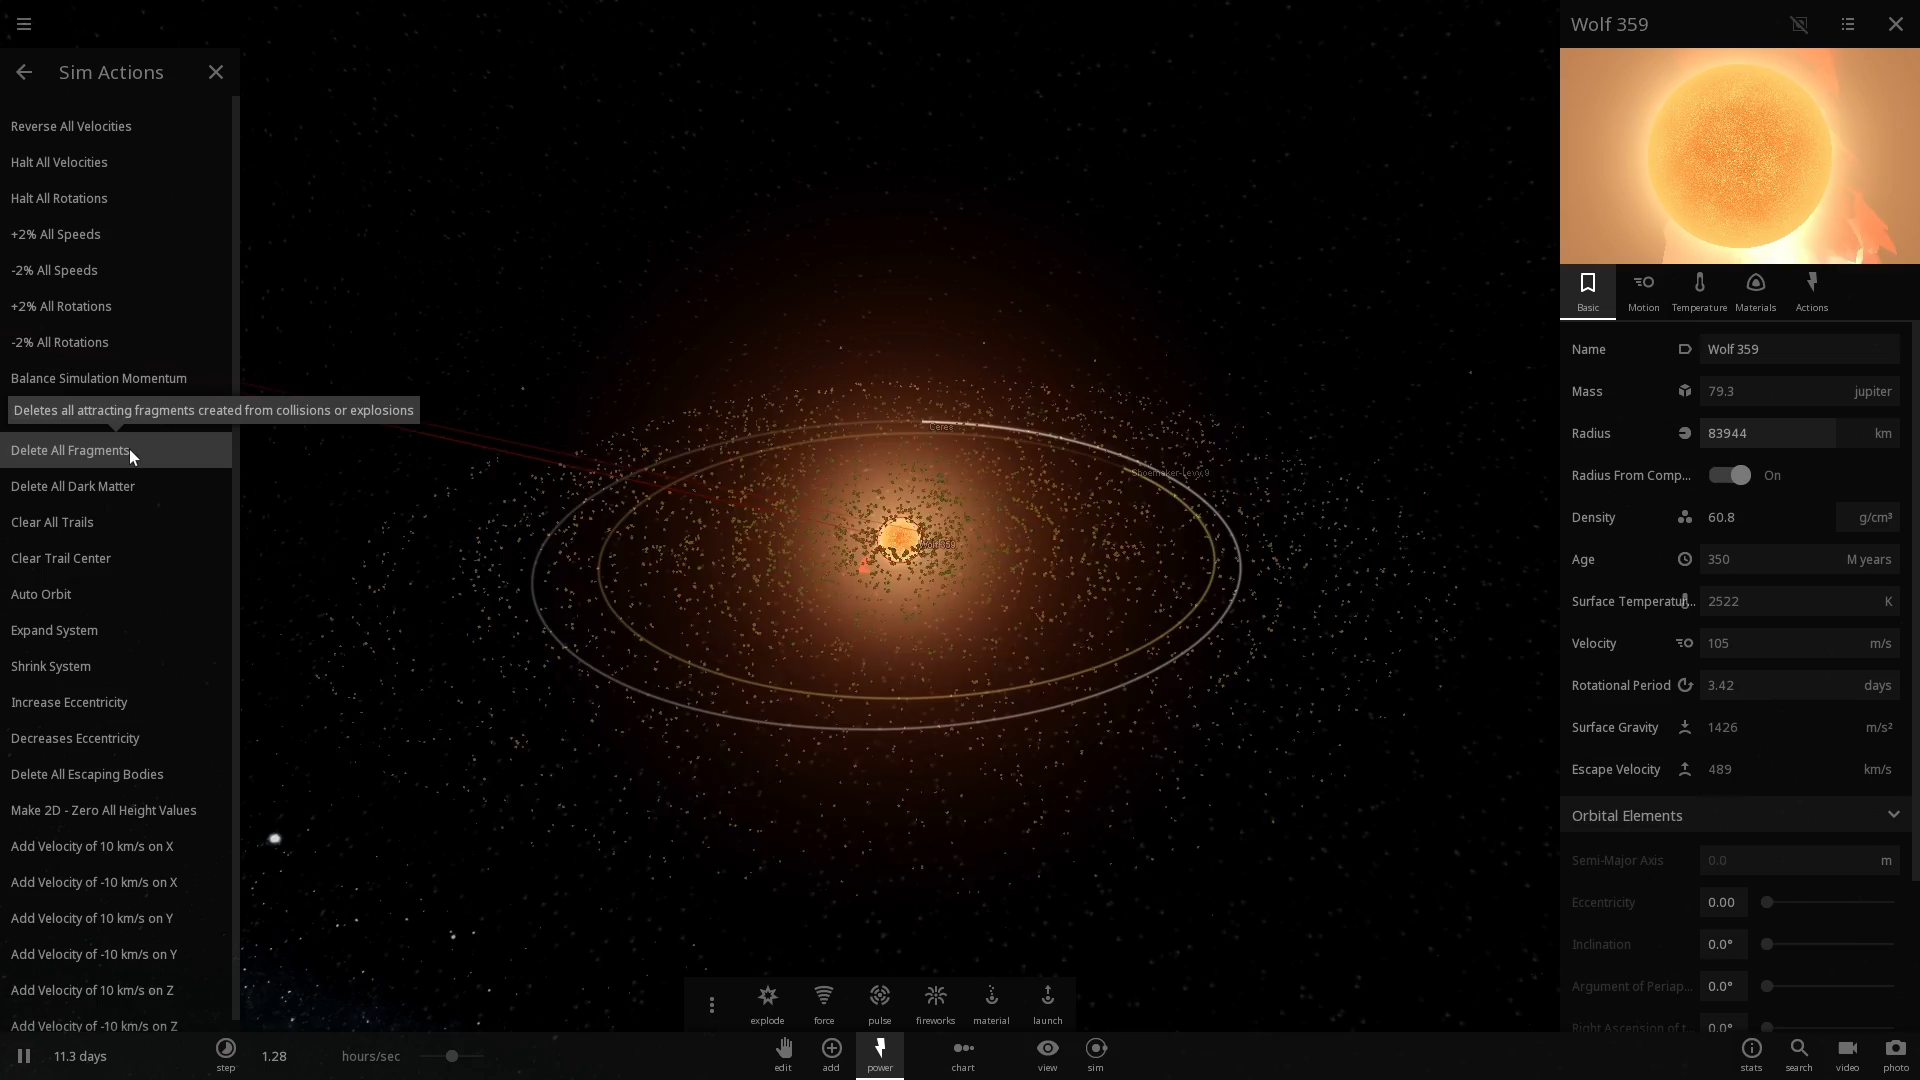 Wolf 359
Sim Actions
Reverse All Velocities
Halt All Velocities
Halt All Rotations
+2% All Speeds
-2% All Speeds
+2% All Rotations
-2% All Rotations
Balance Simulation Momentum
Deletes all attracting fragments created from collisions or explosions
Delete All Fragments
Delete All Dark Matter
Clear All Trails
Clear Trail Center
Auto Orbit
Expand System
Shrink System
Increase Eccentricity
Decreases Eccentricity
Delete All Escaping Bodies
Make 2D - Zero All Height Values
Add Velocity of 10 km/s on X
Add Velocity of -10 km/s on X
Add Velocity of 10 km/s on Y
Add Velocity of -10 km/s on Y
Add Velocity of 10 km/s on Z
Add Velocity of -10 km/s on Z
Ceres
Shoemaker-Levy 9
Wolf 359
Basic Motion Temperature Materials Actions
Name Wolf 359
Mass 79.3 jupiter
Radius 83944 km
Radius From Comp... On
Density 60.8 g/cm³
Age 350 M years
Surface Temperatur... 2522 K
Velocity 105 m/s
Rotational Period 3.42 days
Surface Gravity 1426 m/s²
Escape Velocity 489 km/s
Orbital Elements
Semi-Major Axis 0.0 m
Eccentricity 0.00
Inclination 0.0°
Argument of Periap... 0.0°
Right Ascension of t... 0.0°
explode force pulse fireworks material launch
11.3 days step 1.28 hours/sec edit add power chart view sim stats search video photo